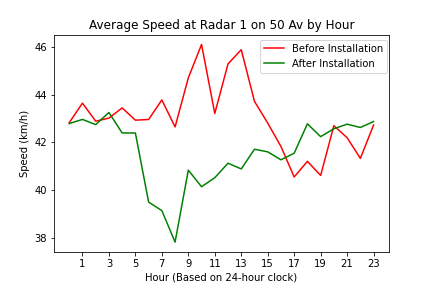 Average Speed at Radar 1 on 50 Av by Hour
Before Installation
After Installation
Speed (km/h)
46
44
42
40
38
1 3 5 7 9 11 13 15 17 19 21 23
Hour (Based on 24-hour clock)